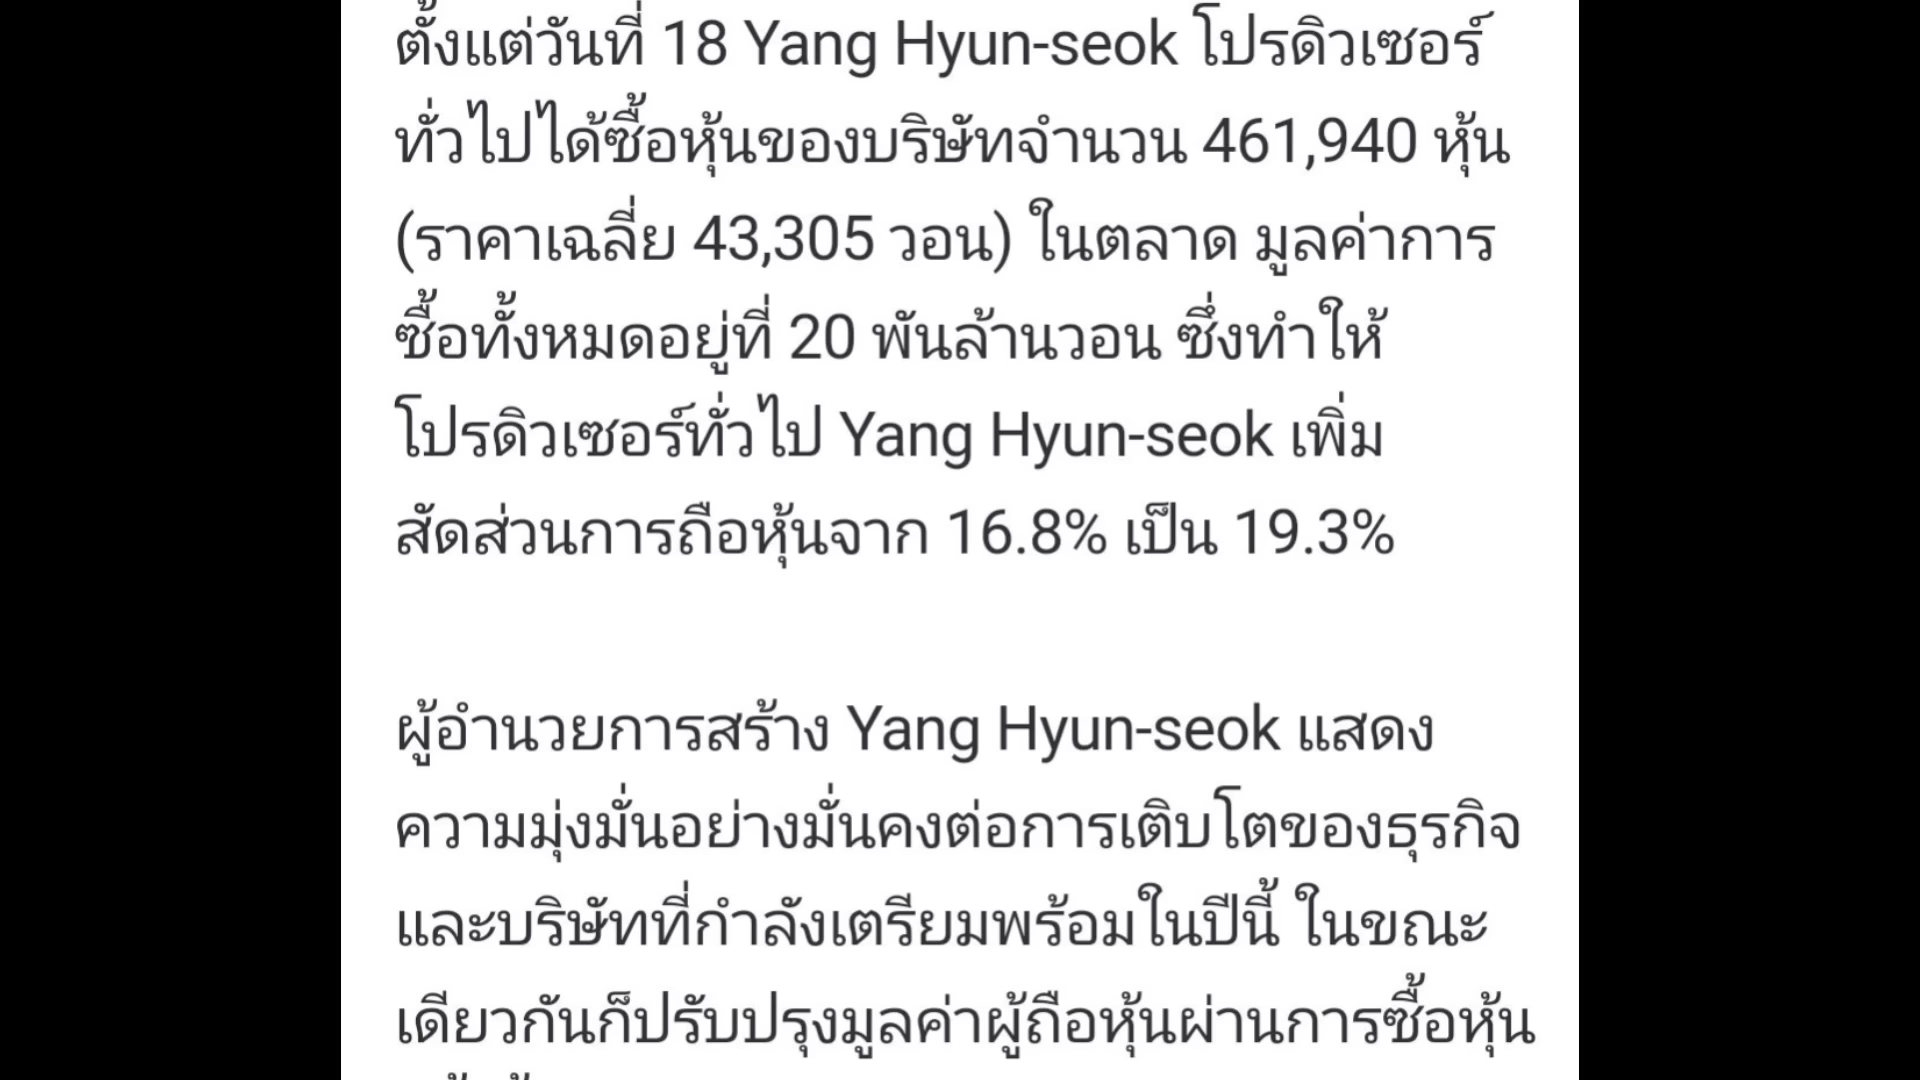 ตั้งแต่วันที่ 18 Yang Hyun-seok โปรดิวเซอร์
ทั่วไปได้ซื้อหุ้นของบริษัทจำนวน 461,940 หุ้น
(ราคาเฉลี่ย 43,305 วอน) ในตลาด มูลค่าการ
ซื้อทั้งหมดอยู่ที่ 20 พันล้านวอน ซึ่งทำให้
โปรดิวเซอร์ทั่วไป Yang Hyun-seok เพิ่ม
สัดส่วนการถือหุ้นจาก 16.8% เป็น 19.3%
ผู้อำนวยการสร้าง Yang Hyun-seok แสดง
ความมุ่งมั่นอย่างมั่นคงต่อการเติบโตของธุรกิจ
และบริษัทที่กำลังเตรียมพร้อมในปีนี้ ในขณะ
เดียวกันก็ปรับปรุงมูลค่าผู้ถือหุ้นผ่านการซื้อหุ้น